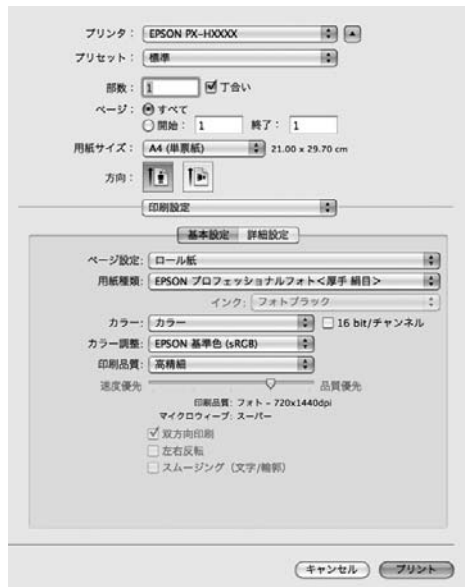 プリンタ： EPSON PX-HXXXX
プリセット： 標準
部数： 1 丁合い
ページ： すべて
開始： 1 終了： 1
用紙サイズ： A4 (単票紙) 21.00 x 29.70 cm
方向：
印刷設定
基本設定 詳細設定
ページ設定： ロール紙
用紙種類： EPSON プロフェッショナルフォト<厚手 絹目>
インク： フォトブラック
カラー： カラー 16 bit/チャンネル
カラー調整： EPSON 基準色 (sRGB)
印刷品質： 高精細
速度優先 品質優先
印刷品質： フォト - 720x1440dpi
マイクロウィーブ： スーパー
双方向印刷
左右反転
スムージング（文字/輪郭）
キャンセル プリント